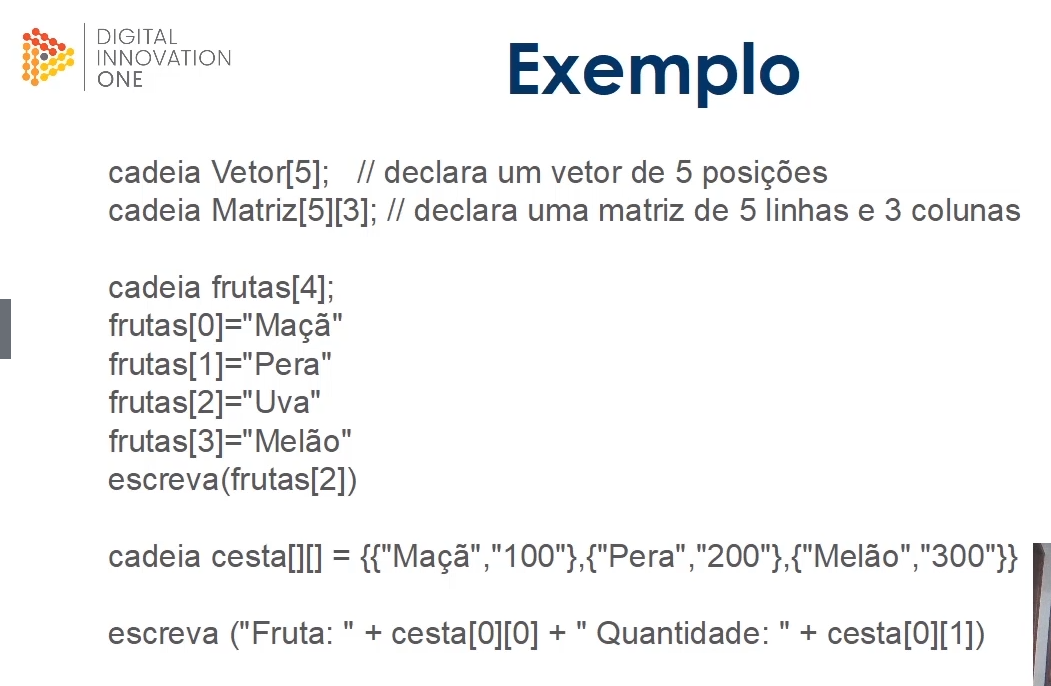 DIGITAL
INNOVATION
ONE
Exemplo
cadeia Vetor[5];   // declara um vetor de 5 posições
cadeia Matriz[5][3]; // declara uma matriz de 5 linhas e 3 colunas
cadeia frutas[4];
frutas[0]="Maçã"
frutas[1]="Pera"
frutas[2]="Uva"
frutas[3]="Melão"
escreva(frutas[2])
cadeia cesta[][] = {{"Maçã","100"},{"Pera","200"},{"Melão","300"}}
escreva ("Fruta: " + cesta[0][0] + " Quantidade: " + cesta[0][1])